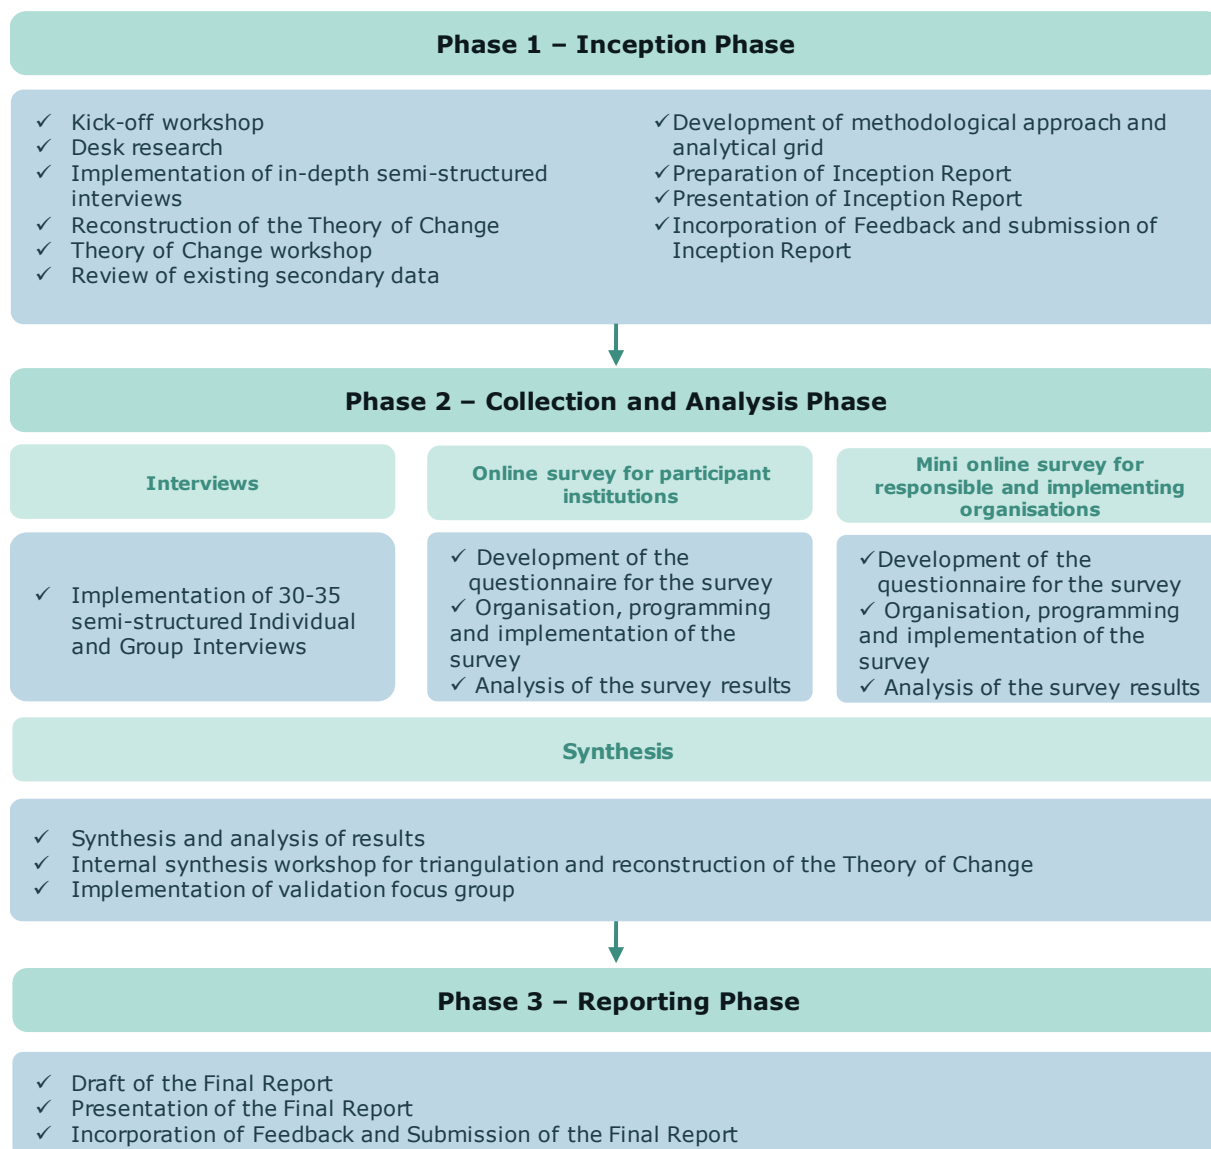 Phase 1 – Inception Phase
✓ Kick-off workshop
✓ Desk research
✓ Implementation of in-depth semi-structured
interviews
✓ Reconstruction of the Theory of Change
✓ Theory of Change workshop
✓ Review of existing secondary data
✓Development of methodological approach and
analytical grid
✓Preparation of Inception Report
✓Presentation of Inception Report
✓Incorporation of Feedback and submission of
Inception Report
Phase 2 – Collection and Analysis Phase
Interviews
✓ Implementation of 30-35
semi-structured Individual
and Group Interviews
Online survey for participant
institutions
✓ Development of the
questionnaire for the survey
✓ Organisation, programming
and implementation of the
survey
✓ Analysis of the survey results
Mini online survey for
responsible and implementing
organisations
✓Development of the
questionnaire for the survey
✓ Organisation, programming
and implementation of the
survey
✓ Analysis of the survey results
Synthesis
✓ Synthesis and analysis of results
✓ Internal synthesis workshop for triangulation and reconstruction of the Theory of Change
✓ Implementation of validation focus group
Phase 3 – Reporting Phase
✓ Draft of the Final Report
✓ Presentation of the Final Report
✓ Incorporation of Feedback and Submission of the Final Report